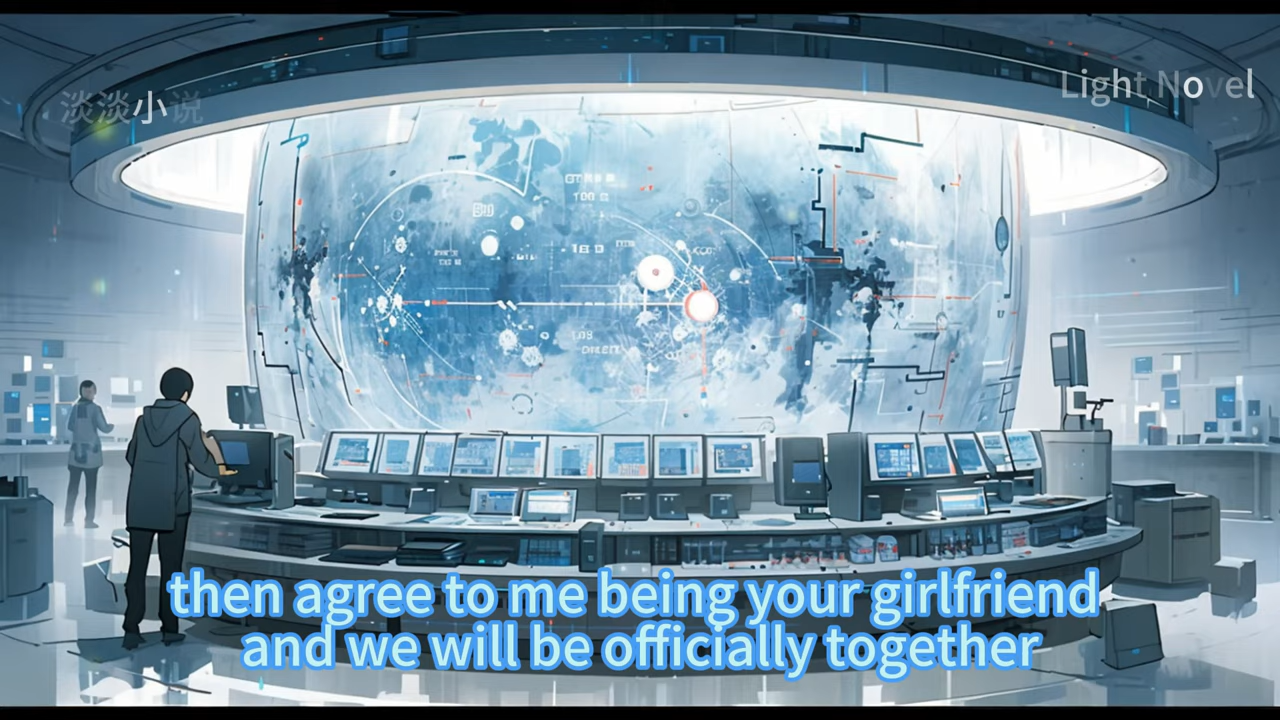 淡淡小说
Light Novel
then agree to me being your girlfriend
and we will be officially together